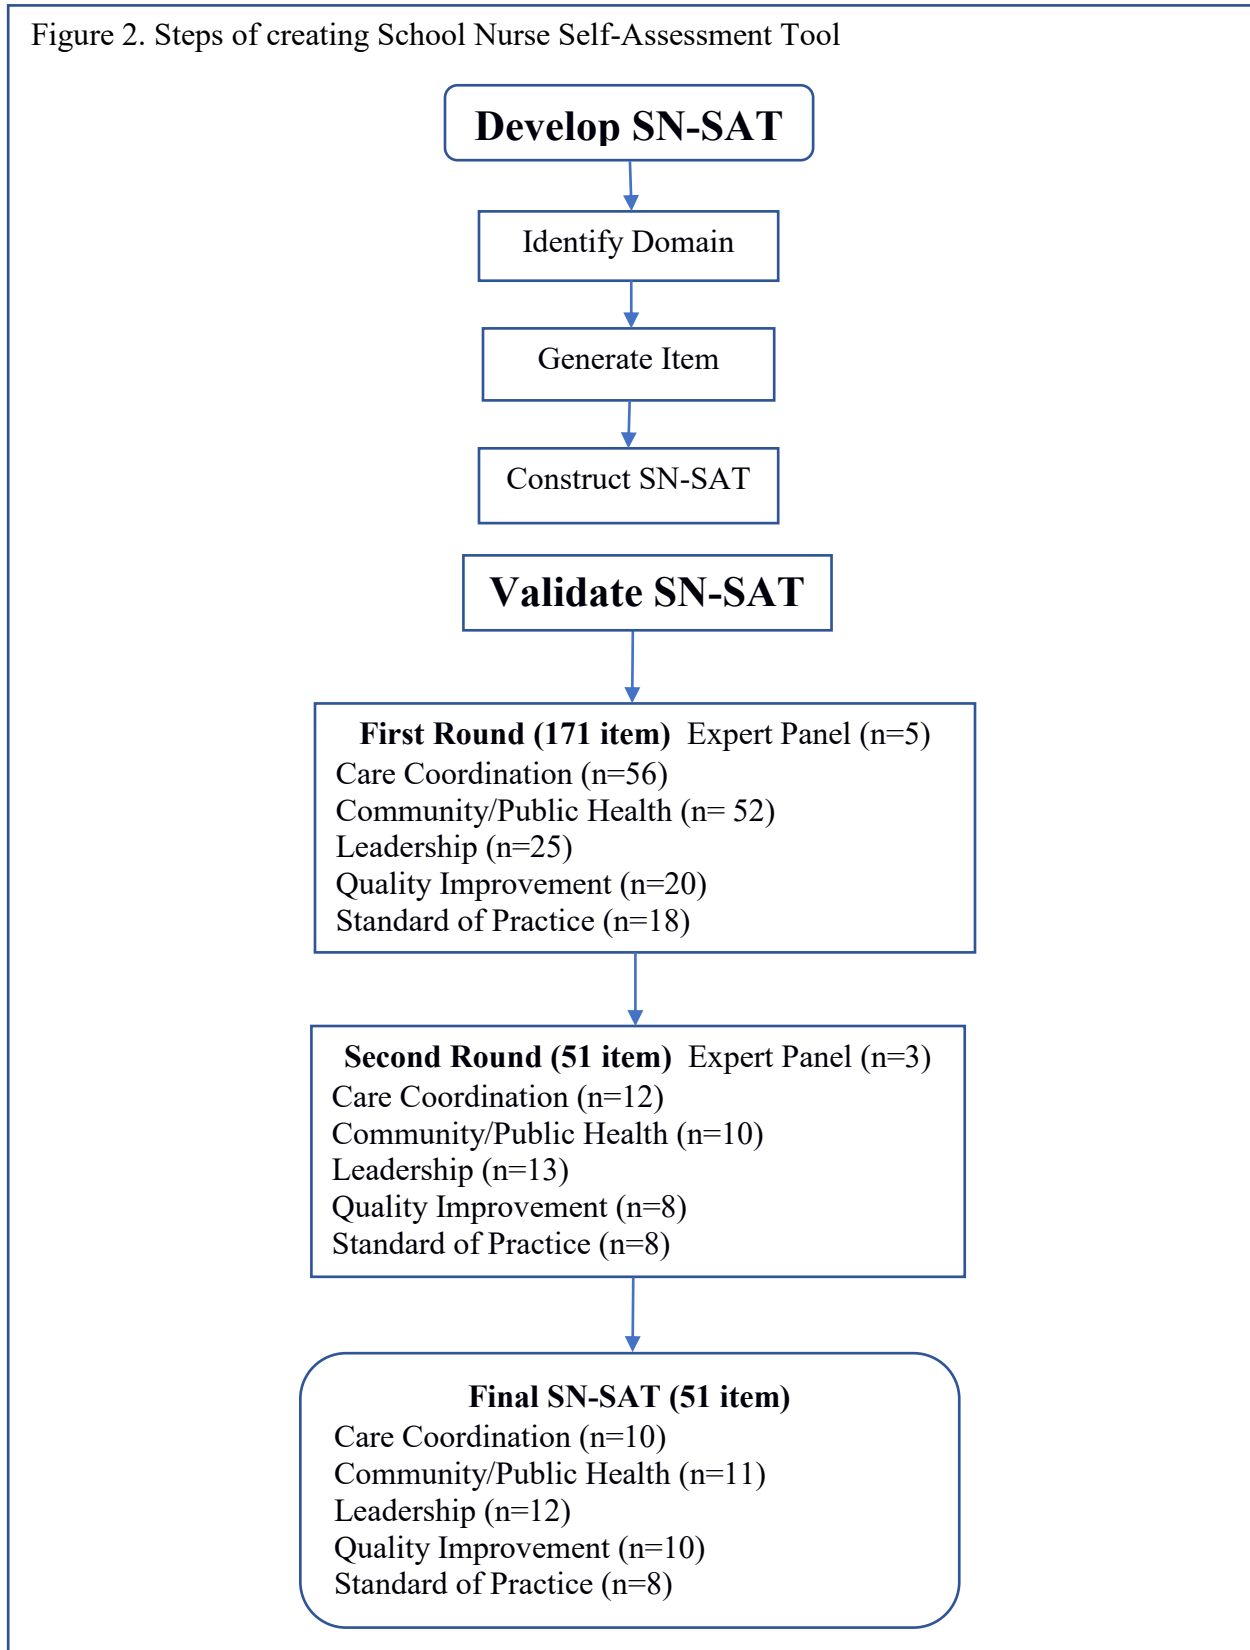 Figure 2. Steps of creating School Nurse Self-Assessment Tool
Develop SN-SAT
Identify Domain
Generate Item
Construct SN-SAT
Validate SN-SAT
First Round (171 item)  Expert Panel (n=5)
Care Coordination (n=56)
Community/Public Health (n= 52)
Leadership (n=25)
Quality Improvement (n=20)
Standard of Practice (n=18)
Second Round (51 item)  Expert Panel (n=3)
Care Coordination (n=12)
Community/Public Health (n=10)
Leadership (n=13)
Quality Improvement (n=8)
Standard of Practice (n=8)
Final SN-SAT (51 item)
Care Coordination (n=10)
Community/Public Health (n=11)
Leadership (n=12)
Quality Improvement (n=10)
Standard of Practice (n=8)